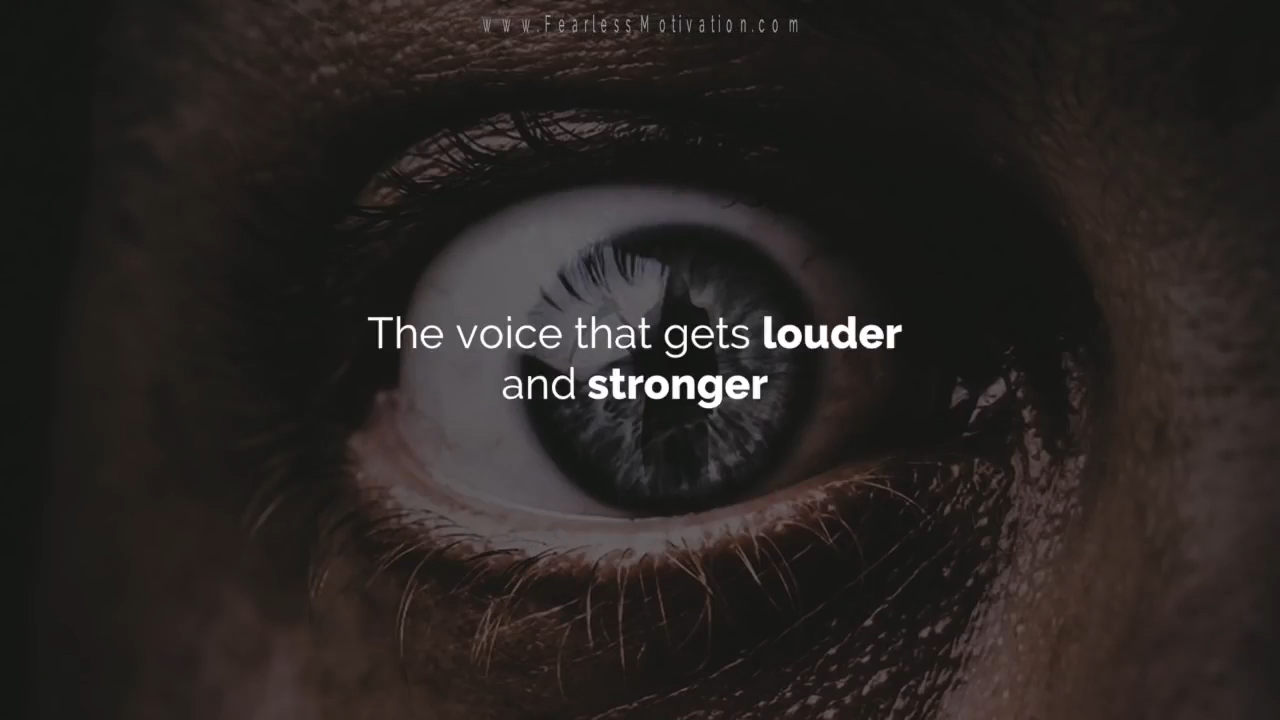 www.FearlessMotivation.com
The voice that gets louder
and stronger